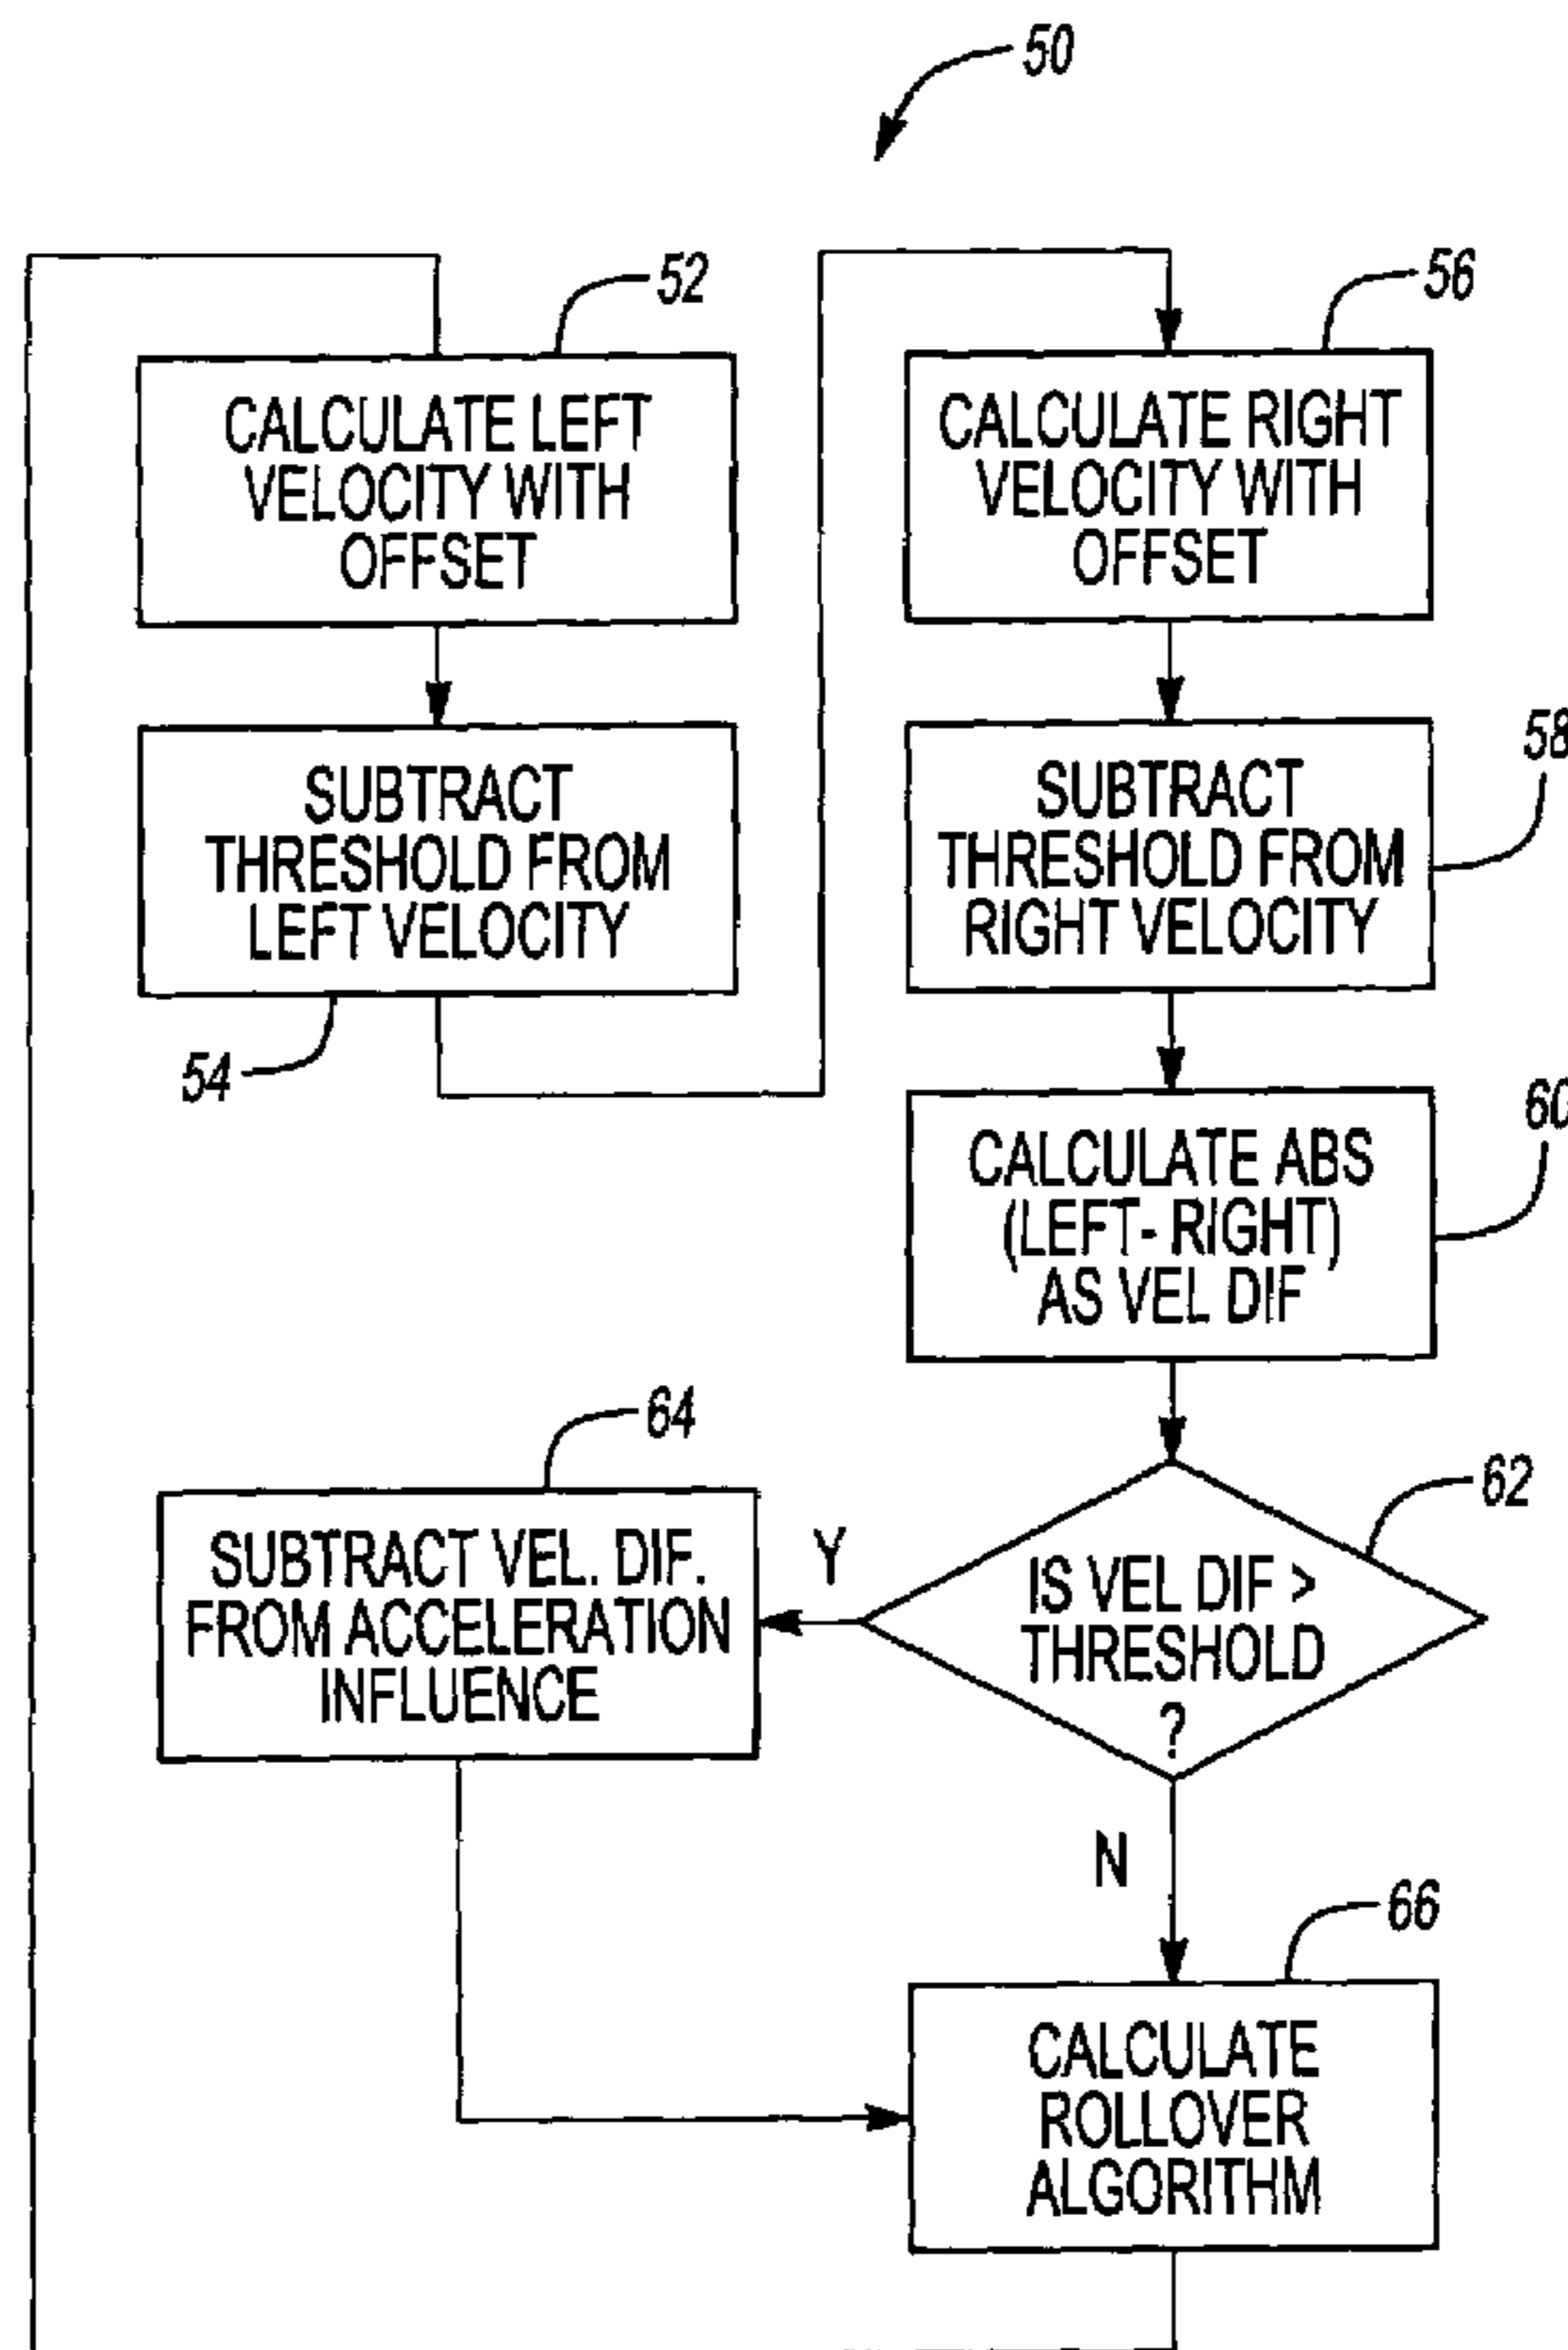 50
52
CALCULATE LEFT
VELOCITY WITH
OFFSET
SUBTRACT
THRESHOLD FROM
LEFT VELOCITY
54
56
CALCULATE RIGHT
VELOCITY WITH
OFFSET
SUBTRACT
THRESHOLD FROM
RIGHT VELOCITY
58
CALCULATE ABS
(LEFT- RIGHT)
AS VEL DIF
60
IS VEL DIF >
THRESHOLD
?
62
Y
64
SUBTRACT VEL. DIF.
FROM ACCELERATION
INFLUENCE
N
66
CALCULATE
ROLLOVER
ALGORITHM